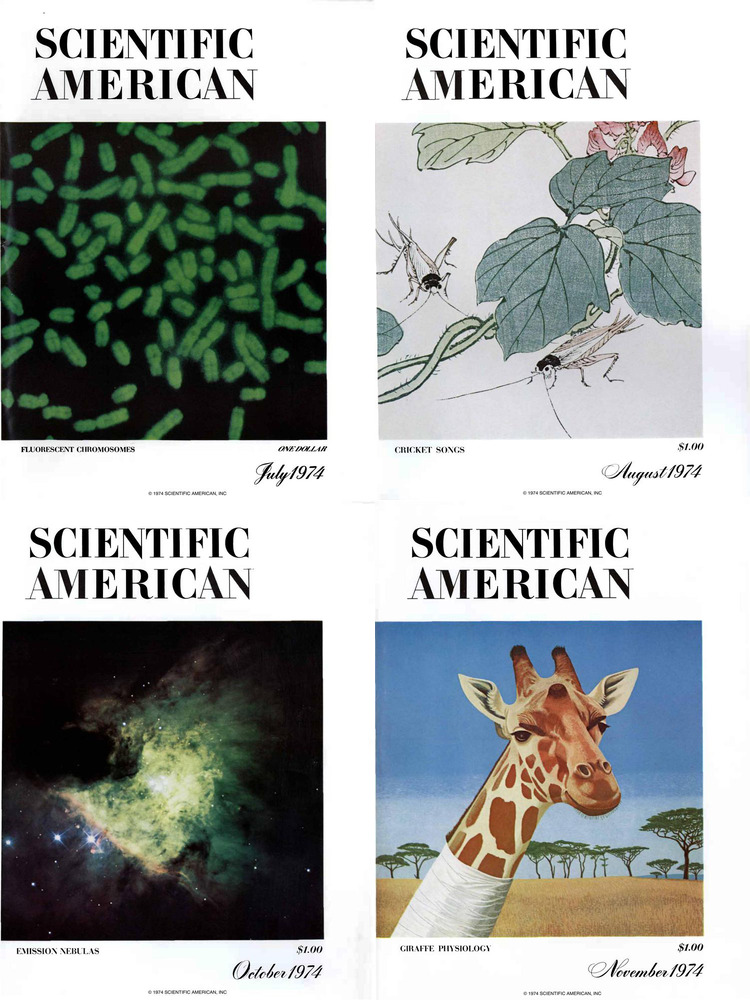 SCIENTIFIC
AMERICAN
FLUORESCENT CHROMOSOMES
ONE DOLLAR
July 1974
© 1974 SCIENTIFIC AMERICAN, INC
SCIENTIFIC
AMERICAN
CRICKET SONGS
$1.00
August 1974
© 1974 SCIENTIFIC AMERICAN, INC
SCIENTIFIC
AMERICAN
EMISSION NEBULAS
$1.00
October 1974
© 1974 SCIENTIFIC AMERICAN, INC
SCIENTIFIC
AMERICAN
GIRAFFE PHYSIOLOGY
$1.00
November 1974
© 1974 SCIENTIFIC AMERICAN, INC